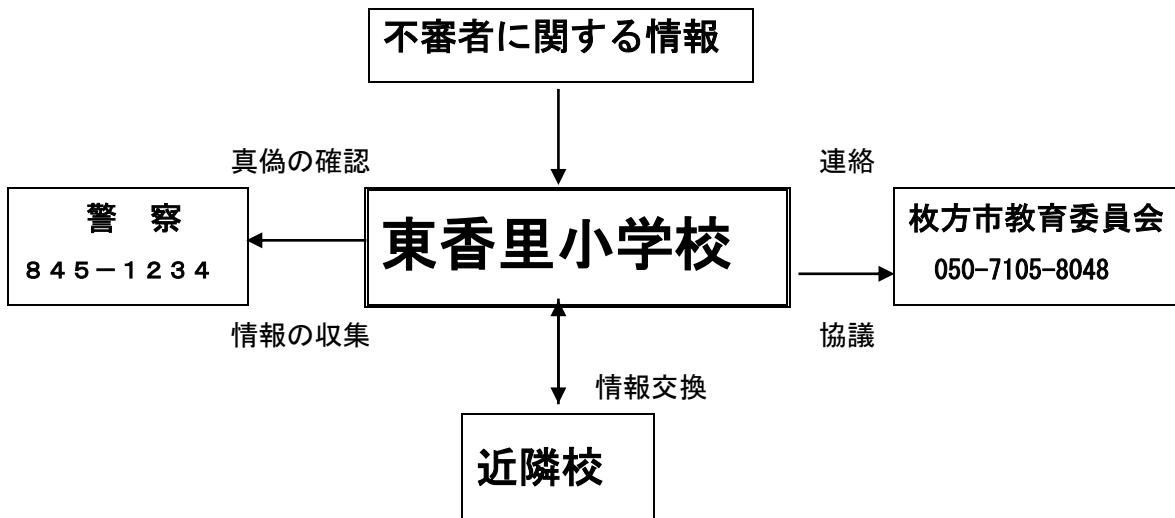 不審者に関する情報
真偽の確認
連絡
警　察
８４５－１２３４
東香里小学校
枚方市教育委員会
050-7105-8048
情報の収集
協議
情報交換
近隣校